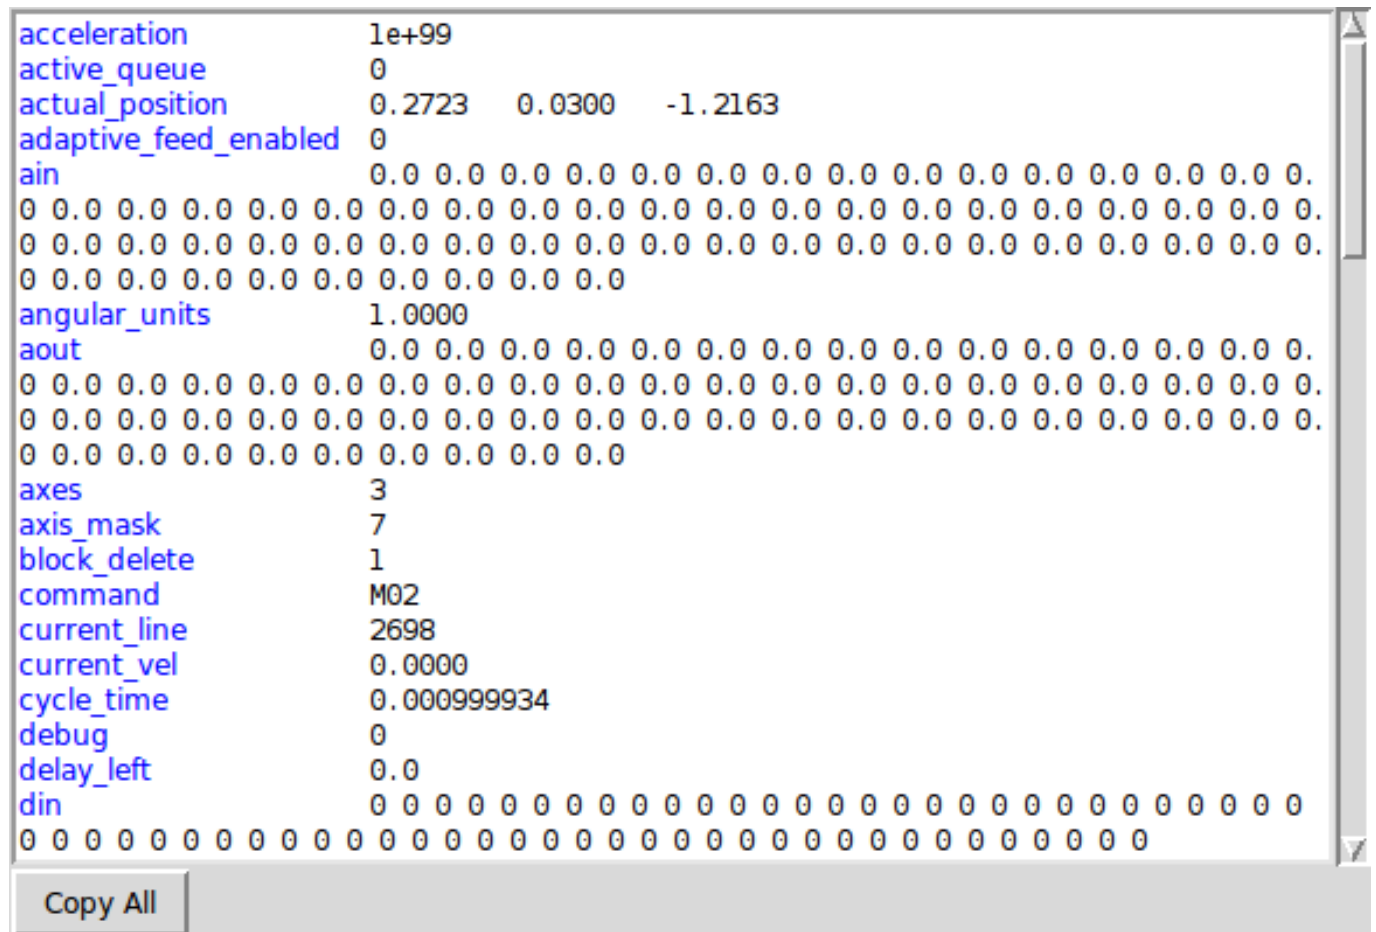 acceleration 1e+99
active_queue 0
actual_position 0.2723 0.0300 -1.2163
adaptive_feed_enabled 0
ain 0.0 0.0 0.0 0.0 0.0 0.0 0.0 0.0 0.0 0.0 0.0 0.0 0.0 0.0 0.
0 0.0 0.0 0.0 0.0 0.0 0.0 0.0 0.0 0.0 0.0 0.0 0.0 0.0 0.0 0.0 0.0 0.0 0.0 0.0 0.
0 0.0 0.0 0.0 0.0 0.0 0.0 0.0 0.0 0.0 0.0 0.0 0.0 0.0 0.0 0.0 0.0 0.0 0.0 0.0 0.
0 0.0 0.0 0.0 0.0 0.0 0.0 0.0 0.0 0.0
angular_units 1.0000
aout 0.0 0.0 0.0 0.0 0.0 0.0 0.0 0.0 0.0 0.0 0.0 0.0 0.0 0.0 0.
0 0.0 0.0 0.0 0.0 0.0 0.0 0.0 0.0 0.0 0.0 0.0 0.0 0.0 0.0 0.0 0.0 0.0 0.0 0.0 0.
0 0.0 0.0 0.0 0.0 0.0 0.0 0.0 0.0 0.0 0.0 0.0 0.0 0.0 0.0 0.0 0.0 0.0 0.0 0.0 0.
0 0.0 0.0 0.0 0.0 0.0 0.0 0.0 0.0 0.0
axes 3
axis_mask 7
block_delete 1
command M02
current_line 2698
current_vel 0.0000
cycle_time 0.000999934
debug 0
delay_left 0.0
din 0 0 0 0 0 0 0 0 0 0 0 0 0 0 0 0 0 0 0 0 0 0 0 0 0 0 0 0 0
0 0 0 0 0 0 0 0 0 0 0 0 0 0 0 0 0 0 0 0 0 0 0 0 0 0 0 0 0 0 0 0 0 0 0
Copy All